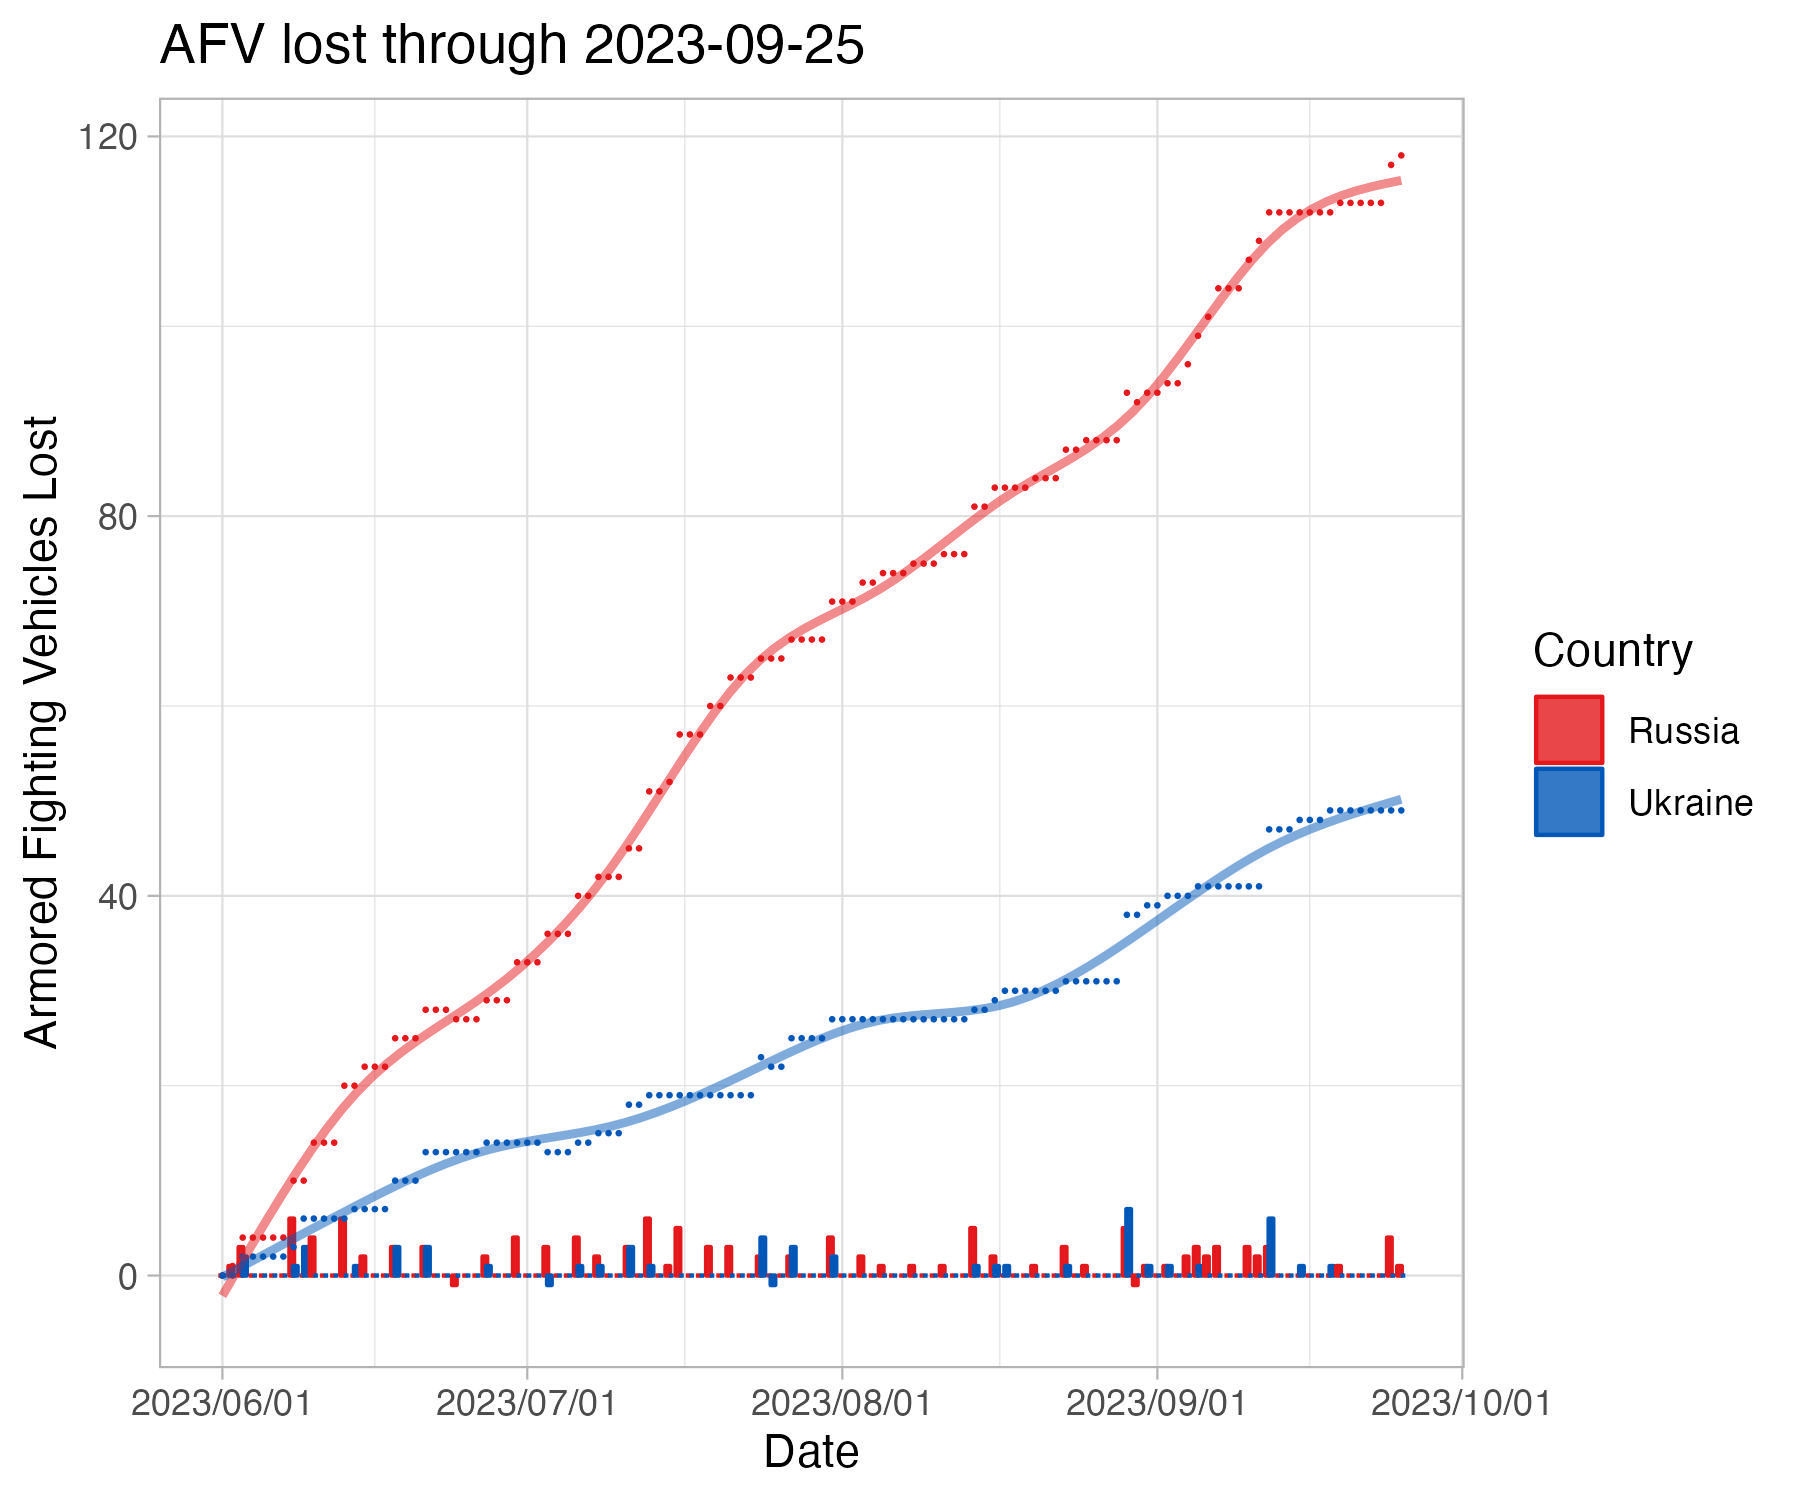 AFV lost through 2023-09-25
Armored Fighting Vehicles Lost
120
80
40
0
2023/06/01
2023/07/01
2023/08/01
2023/09/01
2023/10/01
Date
Country
Russia
Ukraine